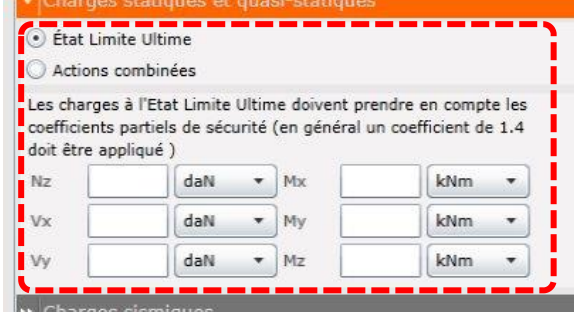 Charges statiques et quasi-statiques
État Limite Ultime
Actions combinées
Les charges à l'Etat Limite Ultime doivent prendre en compte les
coefficients partiels de sécurité (en général un coefficient de 1.4
doit être appliqué )
Nz daN Mx kNm
Vx daN My kNm
Vy daN Mz kNm
Charges sismiques